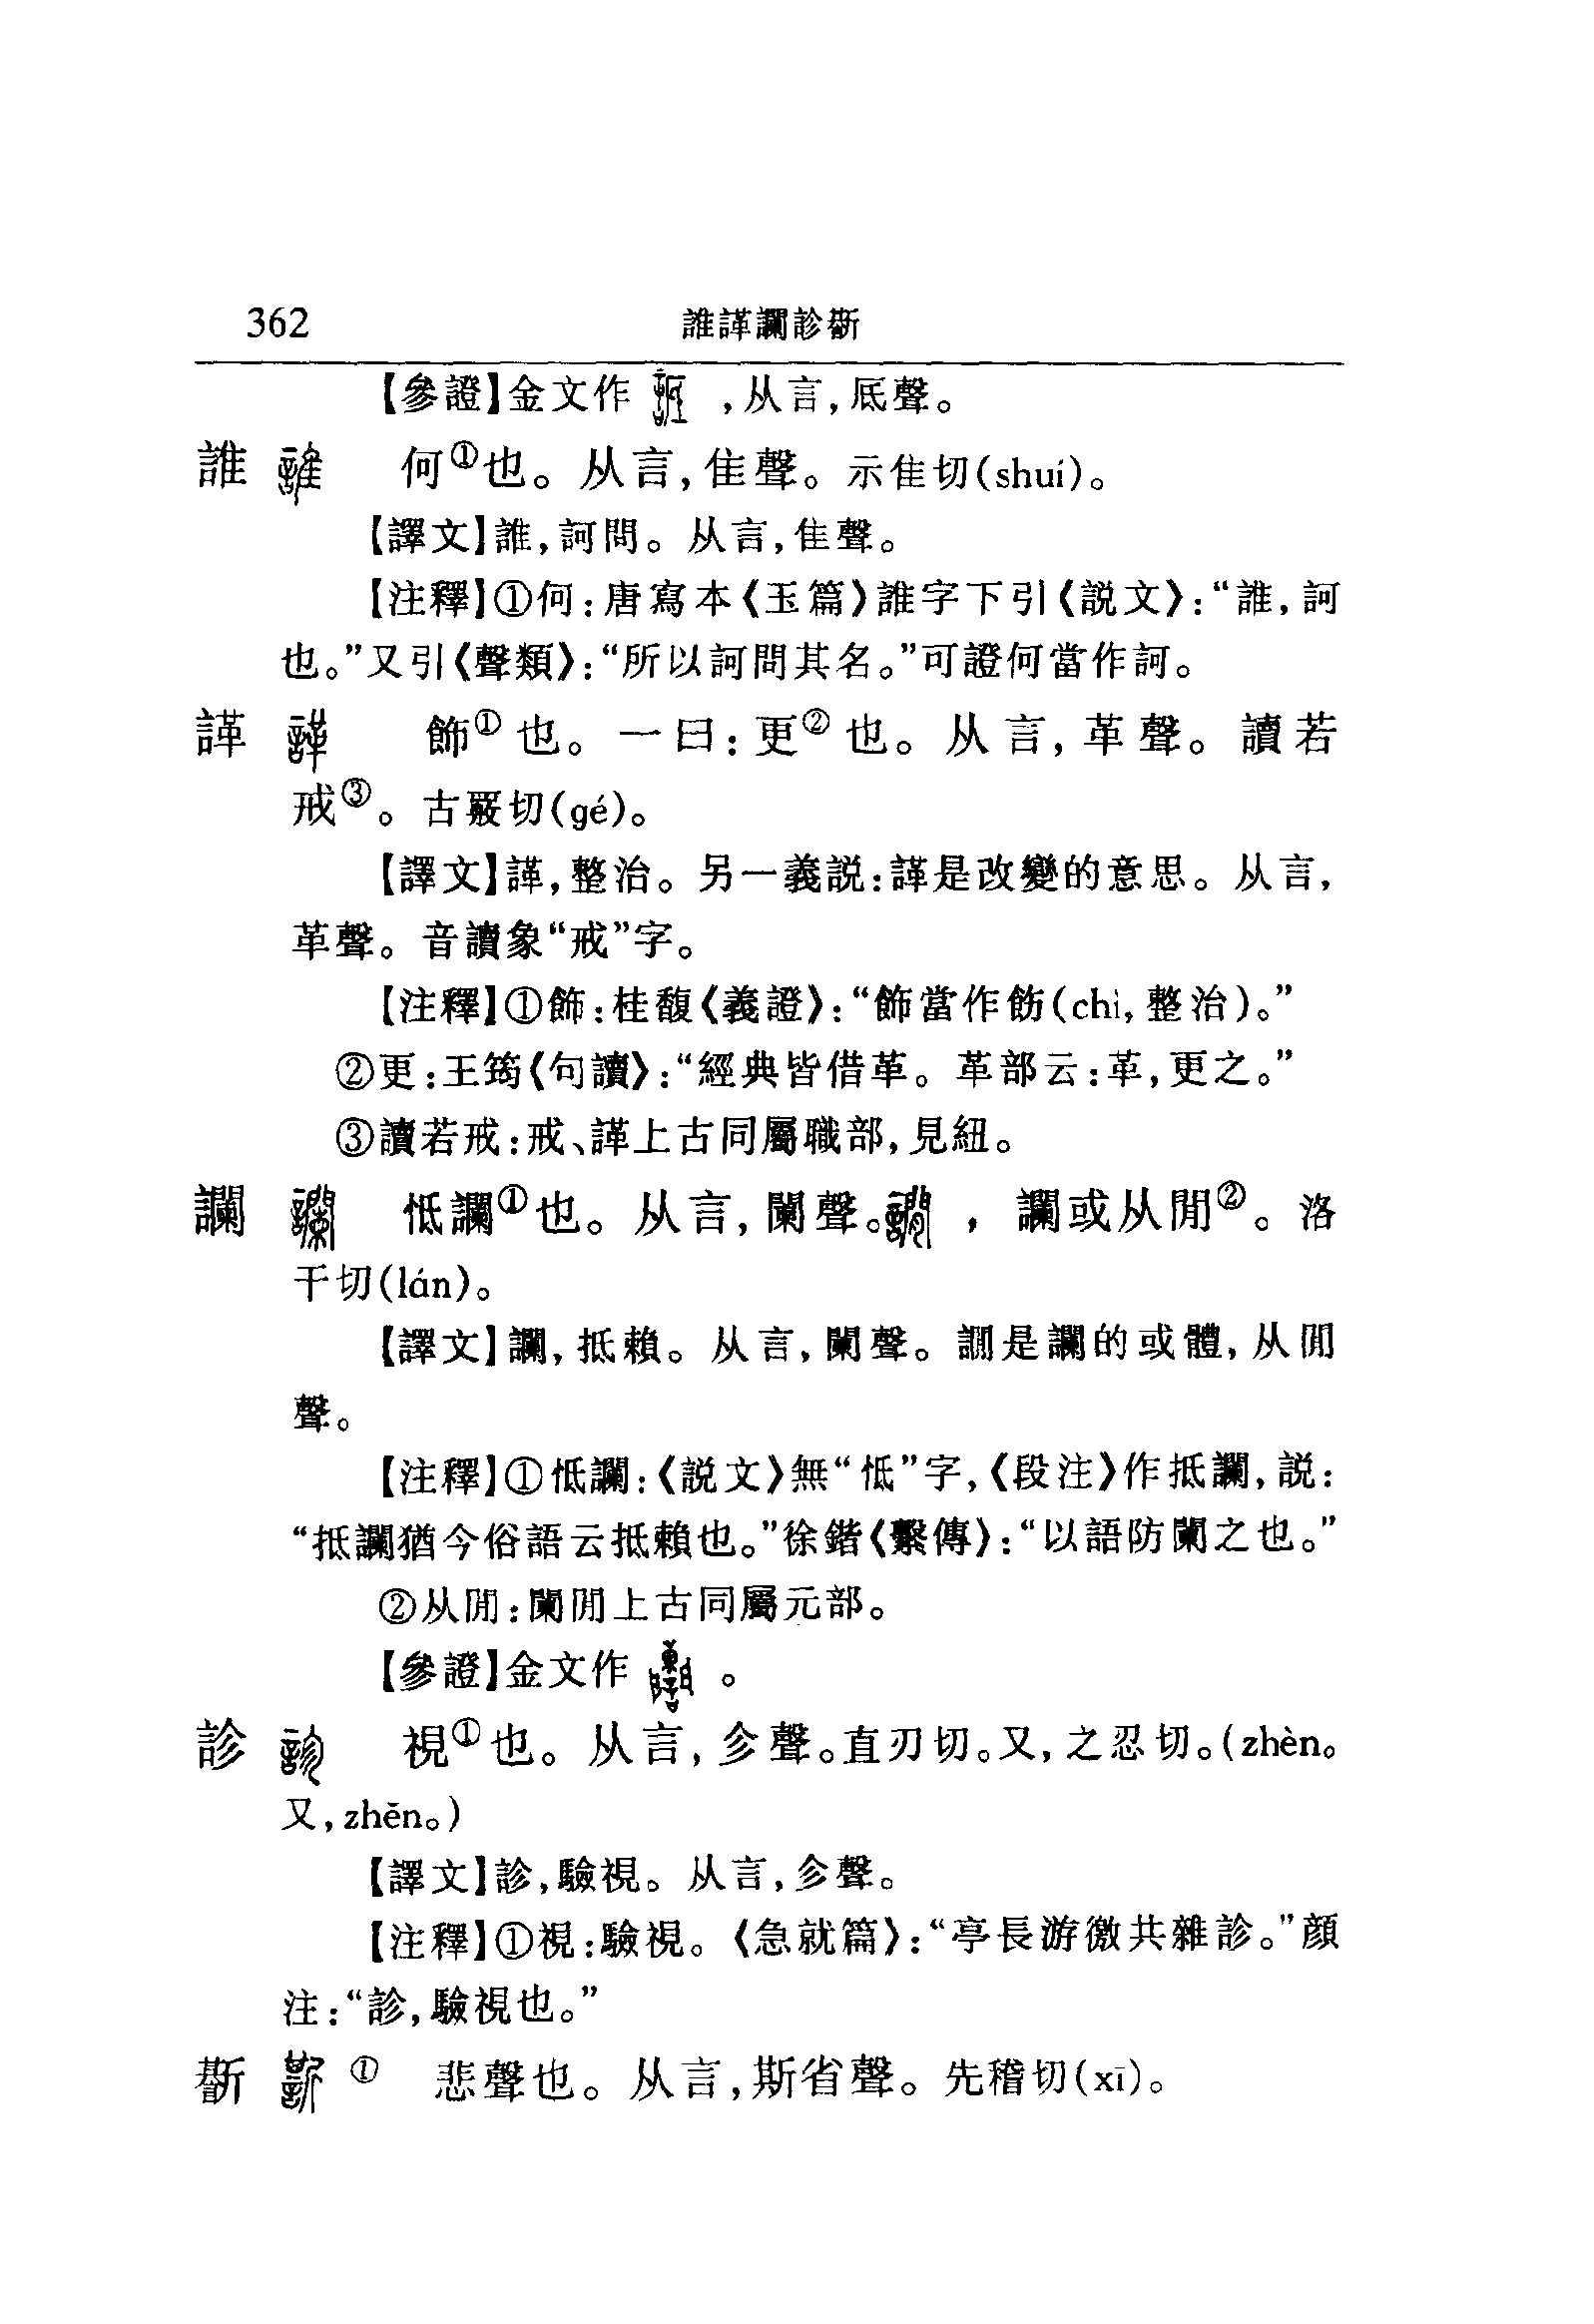 362 誰諽讕診𧥝
【參證】金文作 ，从言，厎聲。
誰 何①也。从言，隹聲。示隹切(shuí)。
【譯文】誰，訶問。从言，隹聲。
【注釋】①何：唐寫本《玉篇》誰字下引《説文》：“誰，訶
也。”又引《聲類》：“所以訶問其名。”可證何當作訶。
諽 飾①也。一曰：更②也。从言，革聲。讀若
戒③。古覈切(gé)。
【譯文】諽，整治。另一義説：諽是改變的意思。从言，
革聲。音讀象“戒”字。
【注釋】①飾：桂馥《義證》：“飾當作飭(chì，整治)。”
②更：王筠《句讀》：“經典皆借革。革部云：革，更之。”
③讀若戒：戒、諽上古同屬職部，見紐。
讕 怟讕①也。从言，闌聲。 ，讕或从閒②。洛
干切(lán)。
【譯文】讕，抵賴。从言，闌聲。譋是讕的或體，从閒
聲。
【注釋】①怟讕：《説文》無“怟”字，《段注》作抵讕，説：
“抵讕猶今俗語云抵賴也。”徐鍇《繫傳》：“以語防闌之也。”
②从閒：闌閒上古同屬元部。
【參證】金文作 。
診 視①也。从言，㐱聲。直刃切。又，之忍切。(zhèn。
又，zhěn。)
【譯文】診，驗視。从言，㐱聲。
【注釋】①視：驗視。《急就篇》：“亭長游徼共雜診。”顔
注：“診，驗視也。”
① 悲聲也。从言，斯省聲。先稽切(xī)。